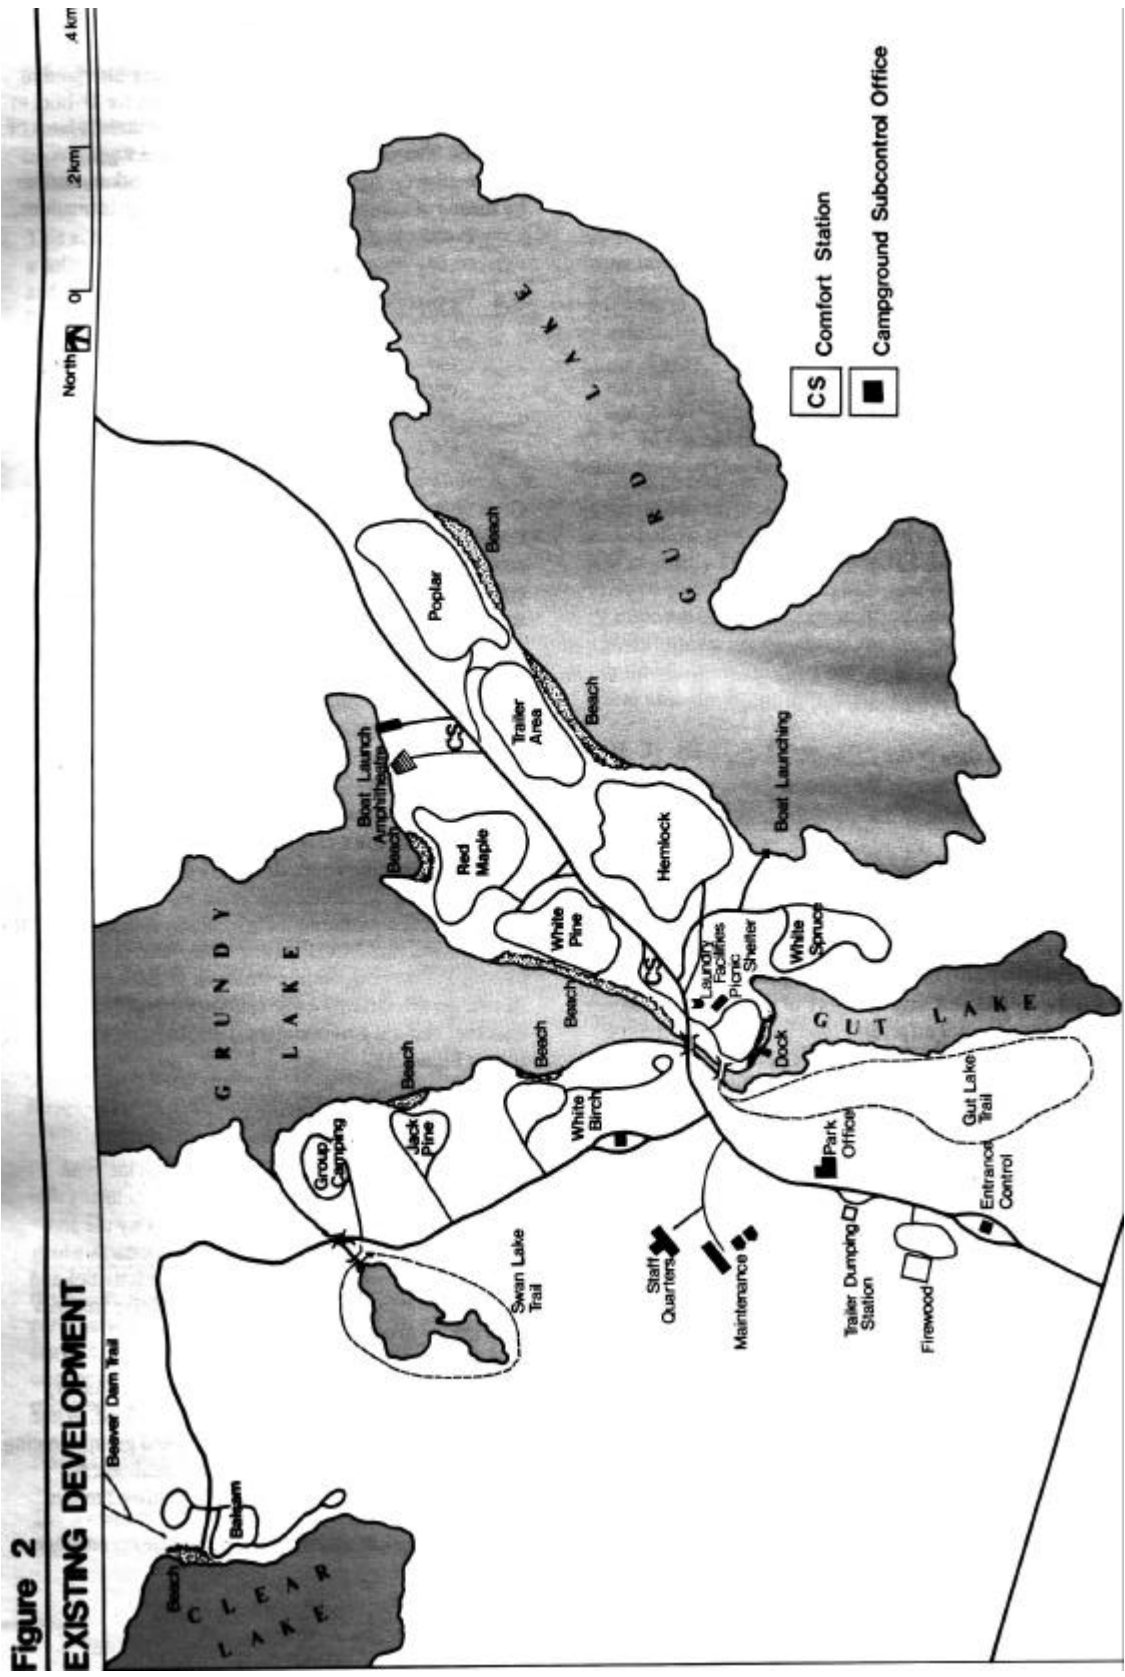 Figure 2
EXISTING DEVELOPMENT
North
0
.2km
.4km
Beaver Dam Trail
Beach
Balsam
CLEAR
LAKE
GRUNDY
LAKE
Group
Camping
Jack
Pine
Beach
Swan Lake
Trail
White
Birch
Beach
Beach
White
Pine
Red
Maple
Beach
Amphitheatre
Boat Launch
CS
Poplar
Beach
Trailer
Area
Beach
Hemlock
CS
Laundry
Facilities
Picnic
Shelter
White
Spruce
Boat Launching
GURD
LAKE
Dock
GUT LAKE
Gut Lake
Trail
Park
Office
Entrance
Control
Staff
Quarters
Maintenance
Trailer Dumping
Station
Firewood
CS Comfort Station
Campground Subcontrol Office